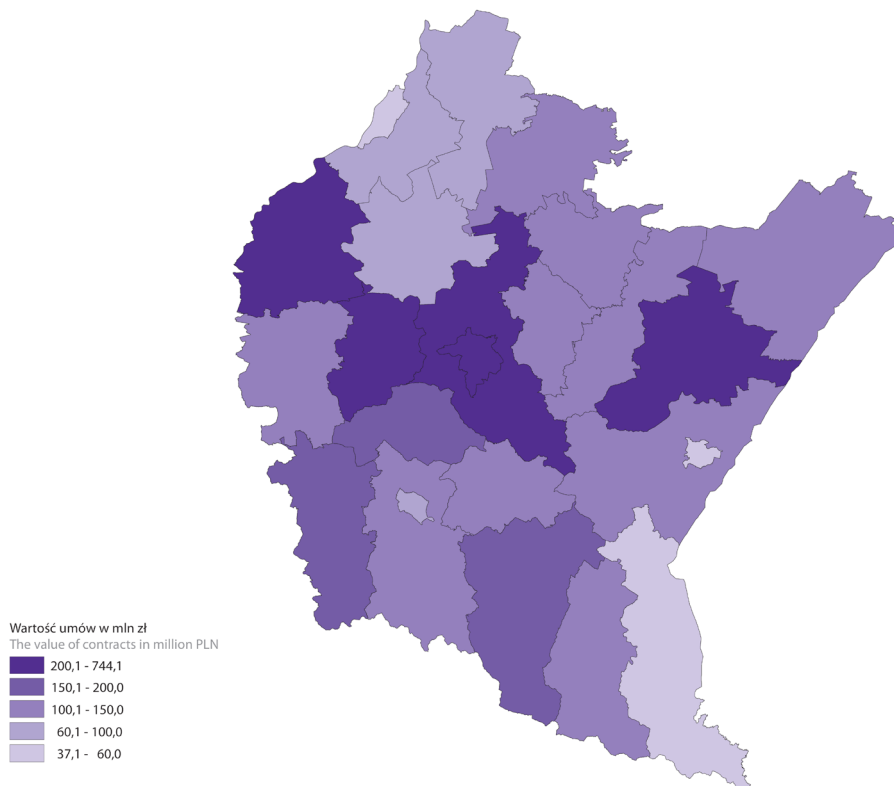 Wartość umów w mln zł
The value of contracts in million PLN
200,1 - 744,1
150,1 - 200,0
100,1 - 150,0
60,1 - 100,0
37,1 - 60,0